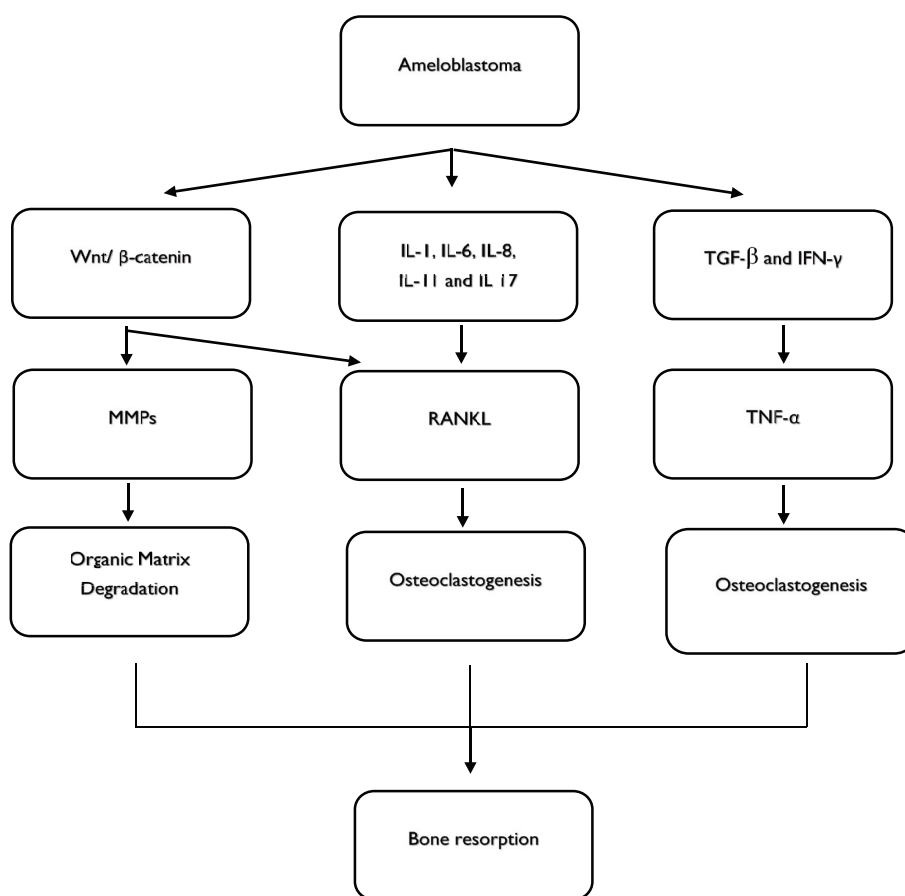 Ameloblastoma
Wnt/ β-catenin
IL-1, IL-6, IL-8,
IL-11 and IL 17
TGF-β and IFN-γ
MMPs
RANKL
TNF-α
Organic Matrix
Degradation
Osteoclastogenesis
Osteoclastogenesis
Bone resorption